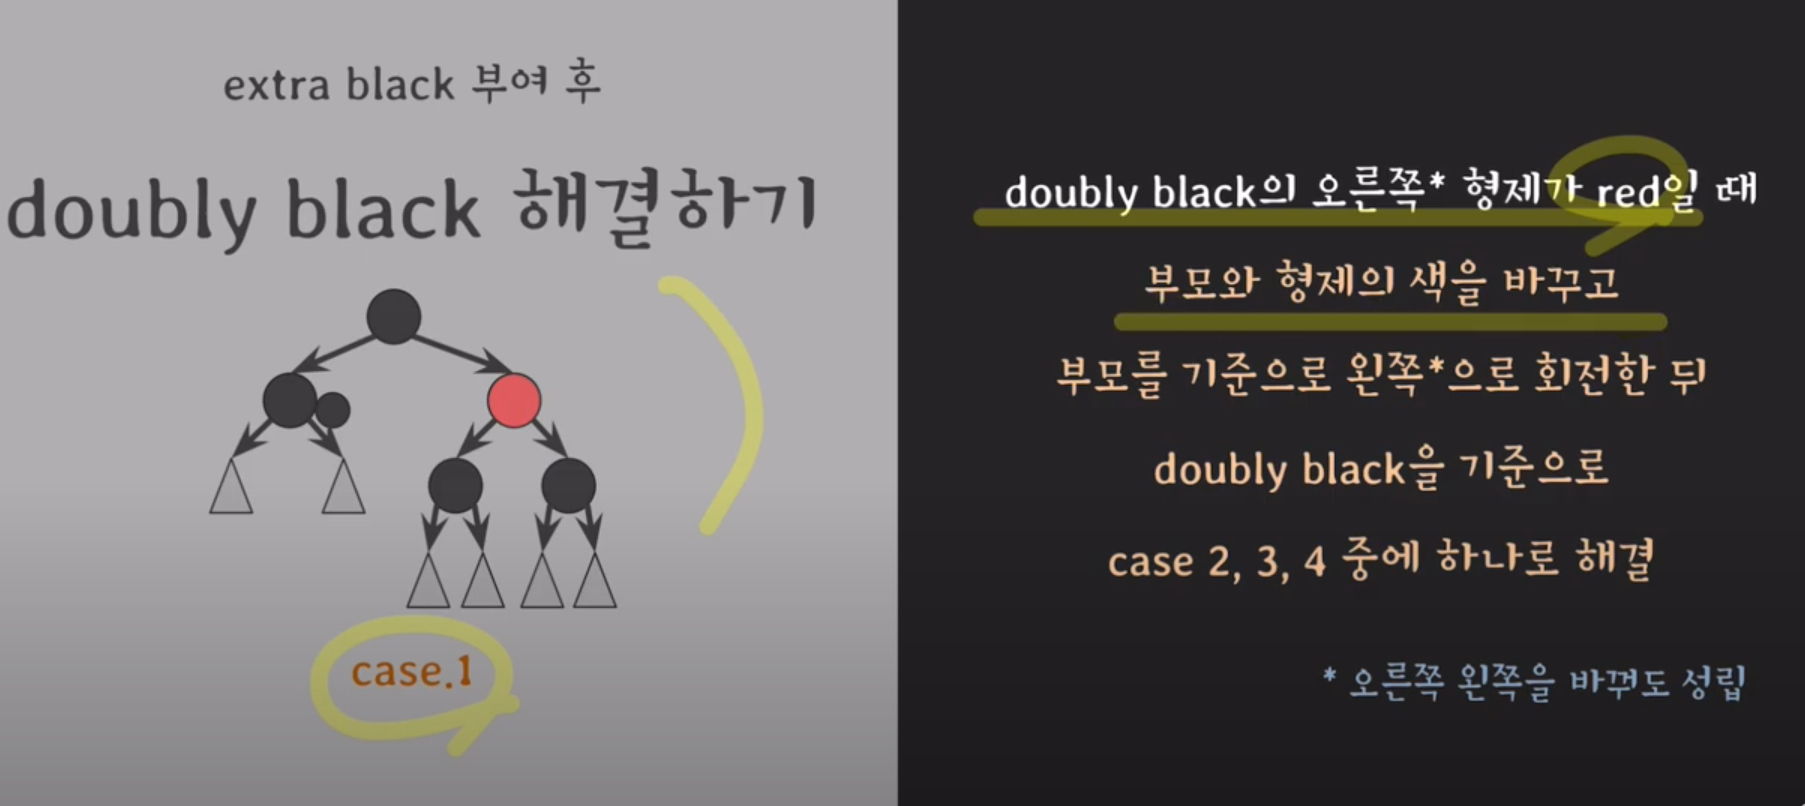 extra black 부여 후
doubly black 해결하기
case.1
doubly black의 오른쪽* 형제가 red일 때
부모와 형제의 색을 바꾸고
부모를 기준으로 왼쪽*으로 회전한 뒤
doubly black을 기준으로
case 2, 3, 4 중에 하나로 해결
* 오른쪽 왼쪽을 바꿔도 성립